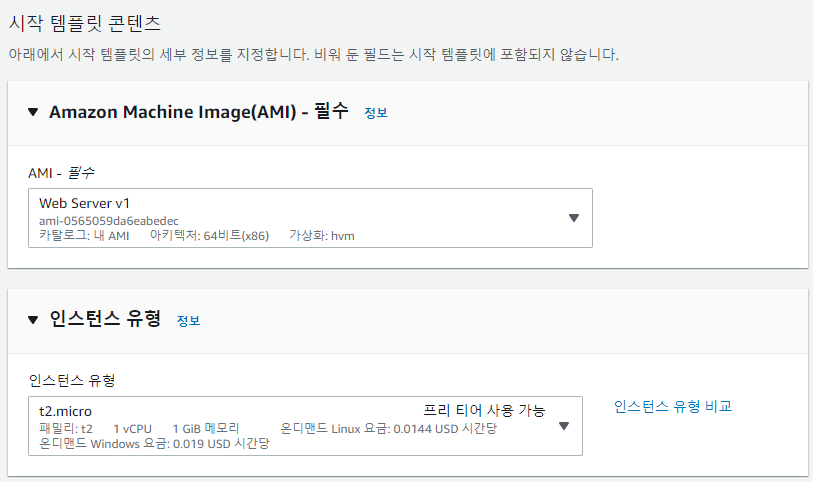 시작 템플릿 콘텐츠
아래에서 시작 템플릿의 세부 정보를 지정합니다. 비워 둔 필드는 시작 템플릿에 포함되지 않습니다.
Amazon Machine Image(AMI) - 필수 정보
AMI - 필수
Web Server v1
ami-0565059da6eabedec
카탈로그: 내 AMI 아키텍처: 64비트(x86) 가상화: hvm
인스턴스 유형 정보
인스턴스 유형
t2.micro 프리 티어 사용 가능
패밀리: t2 1 vCPU 1 GiB 메모리 온디맨드 Linux 요금: 0.0144 USD 시간당
온디맨드 Windows 요금: 0.019 USD 시간당
인스턴스 유형 비교